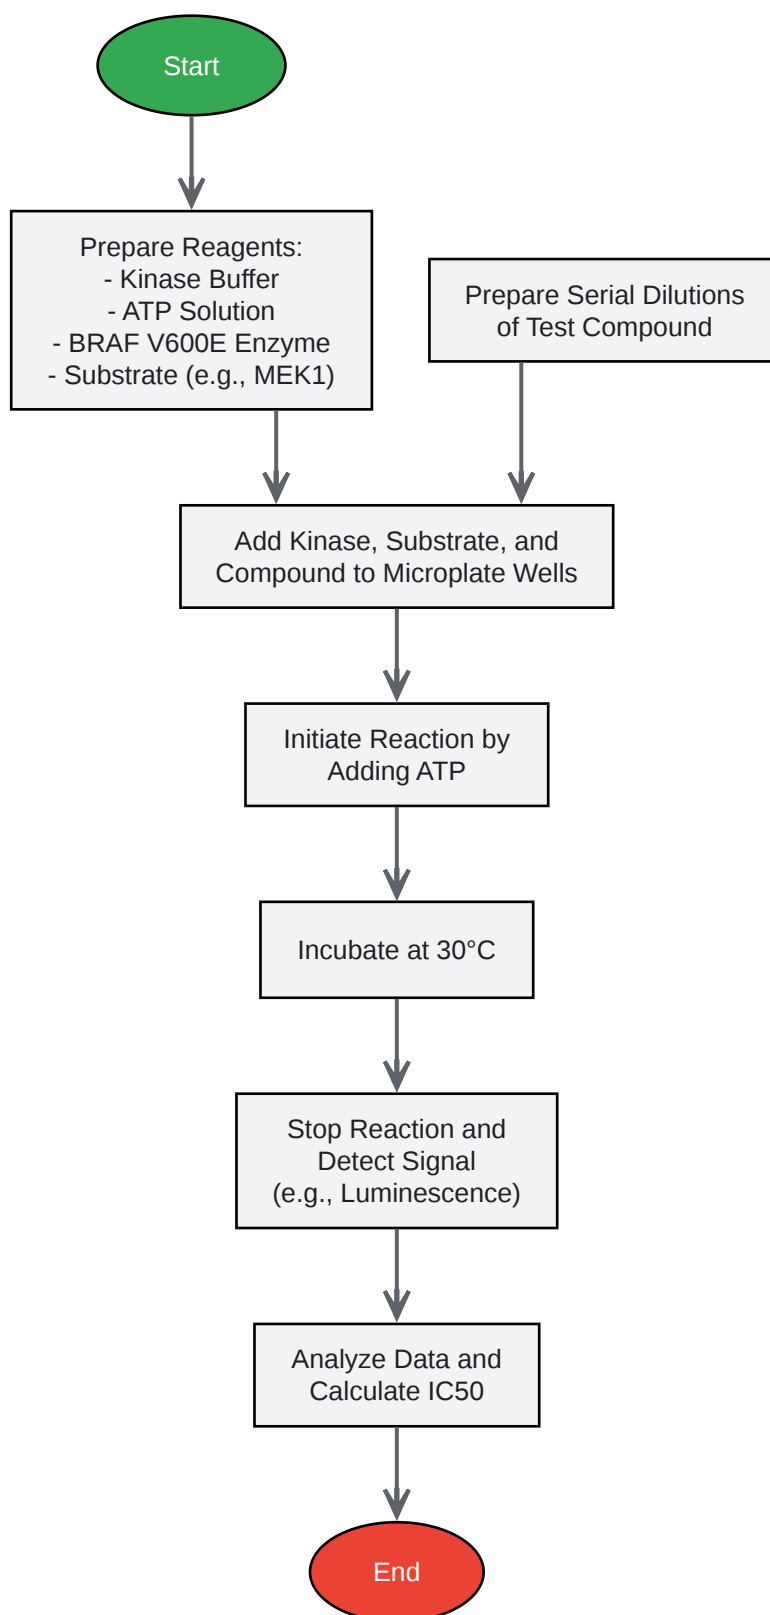 Start
Prepare Reagents:
- Kinase Buffer
- ATP Solution
- BRAF V600E Enzyme
- Substrate (e.g., MEK1)
Prepare Serial Dilutions
of Test Compound
Add Kinase, Substrate, and
Compound to Microplate Wells
Initiate Reaction by
Adding ATP
Incubate at 30°C
Stop Reaction and
Detect Signal
(e.g., Luminescence)
Analyze Data and
Calculate IC50
End